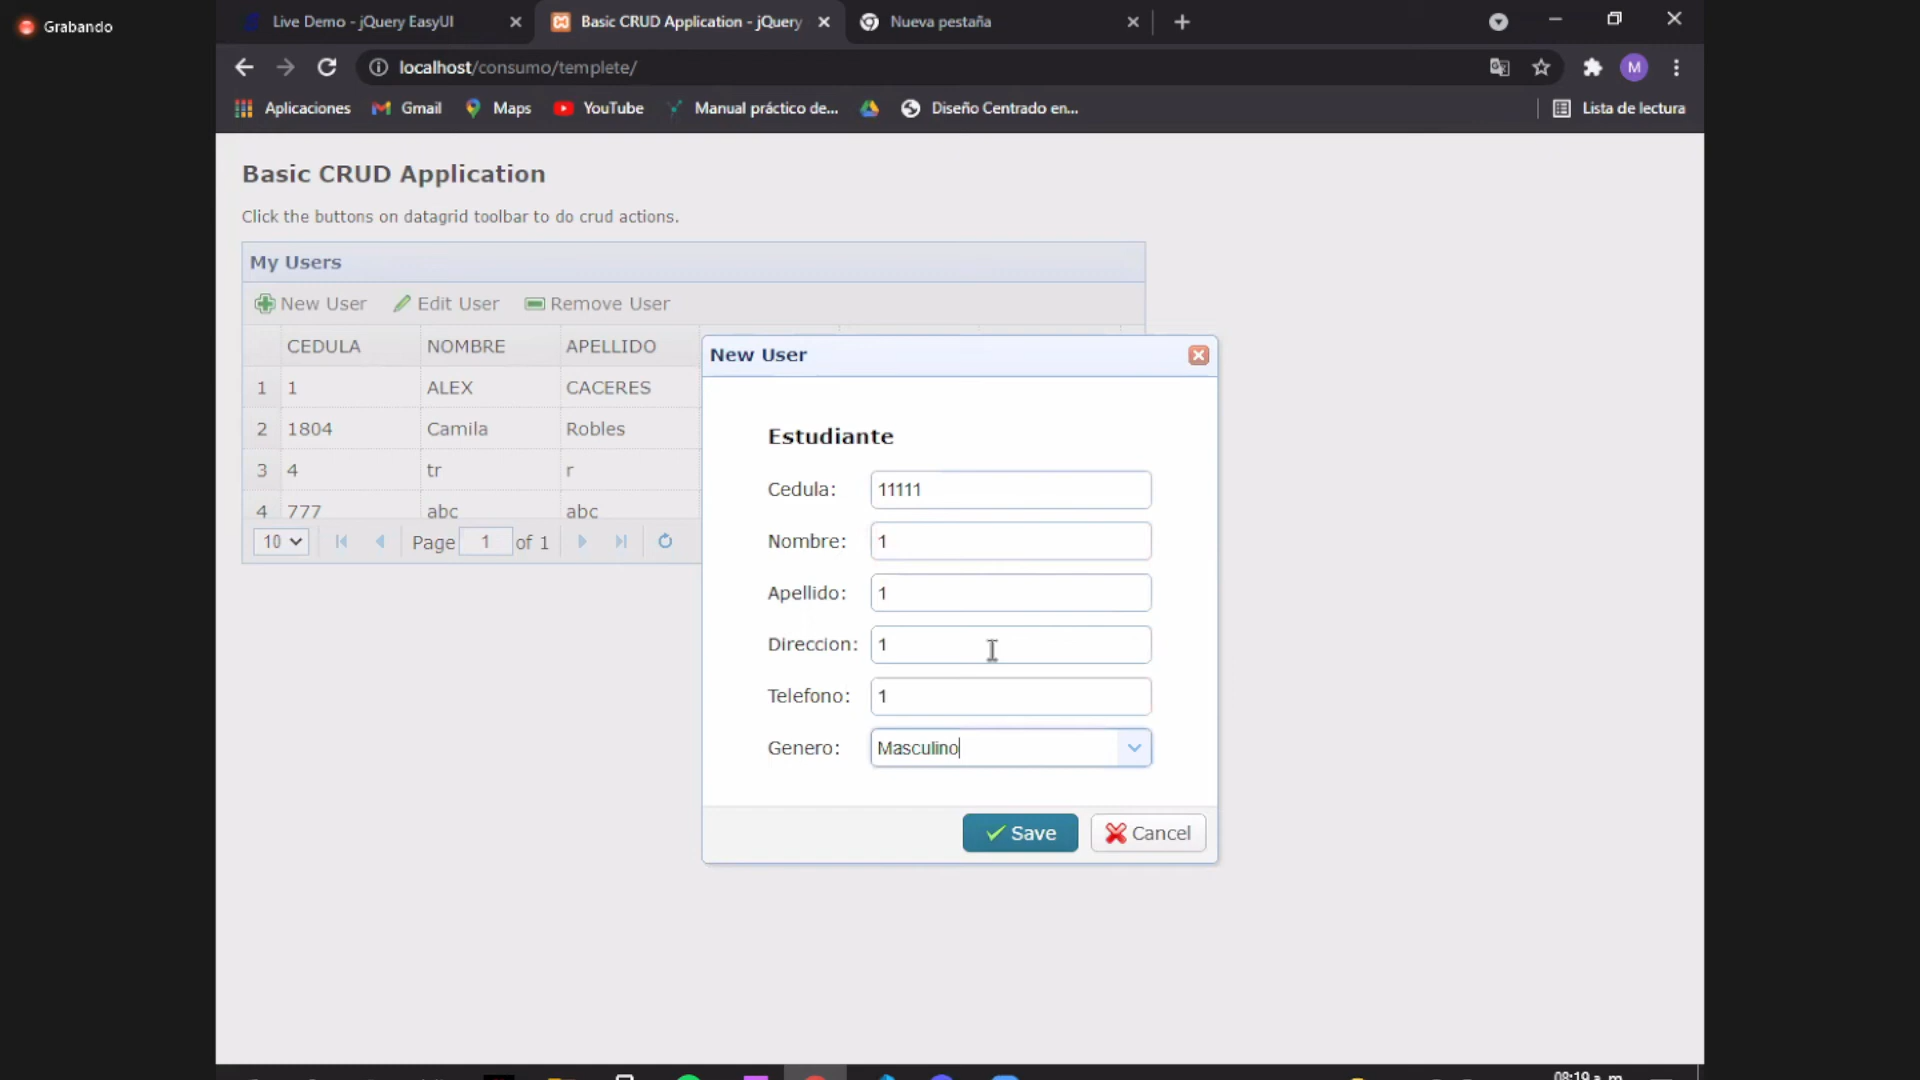 Grabando
Live Demo - jQuery EasyUI
Basic CRUD Application - jQuery
Nueva pestaña
localhost/consumo/templete/
M
Aplicaciones
Gmail
Maps
YouTube
Manual práctico de...
Diseño Centrado en...
Lista de lectura
Basic CRUD Application
Click the buttons on datagrid toolbar to do crud actions.
My Users
New User Edit User Remove User
CEDULA NOMBRE APELLIDO
1 1 ALEX CACERES
2 1804 Camila Robles
3 4 tr r
4 777 abc abc
10 Page 1 of 1
New User
Estudiante
Cedula: 11111
Nombre: 1
Apellido: 1
Direccion: 1
Telefono: 1
Genero: Masculino
Save Cancel
08:19 a. m.